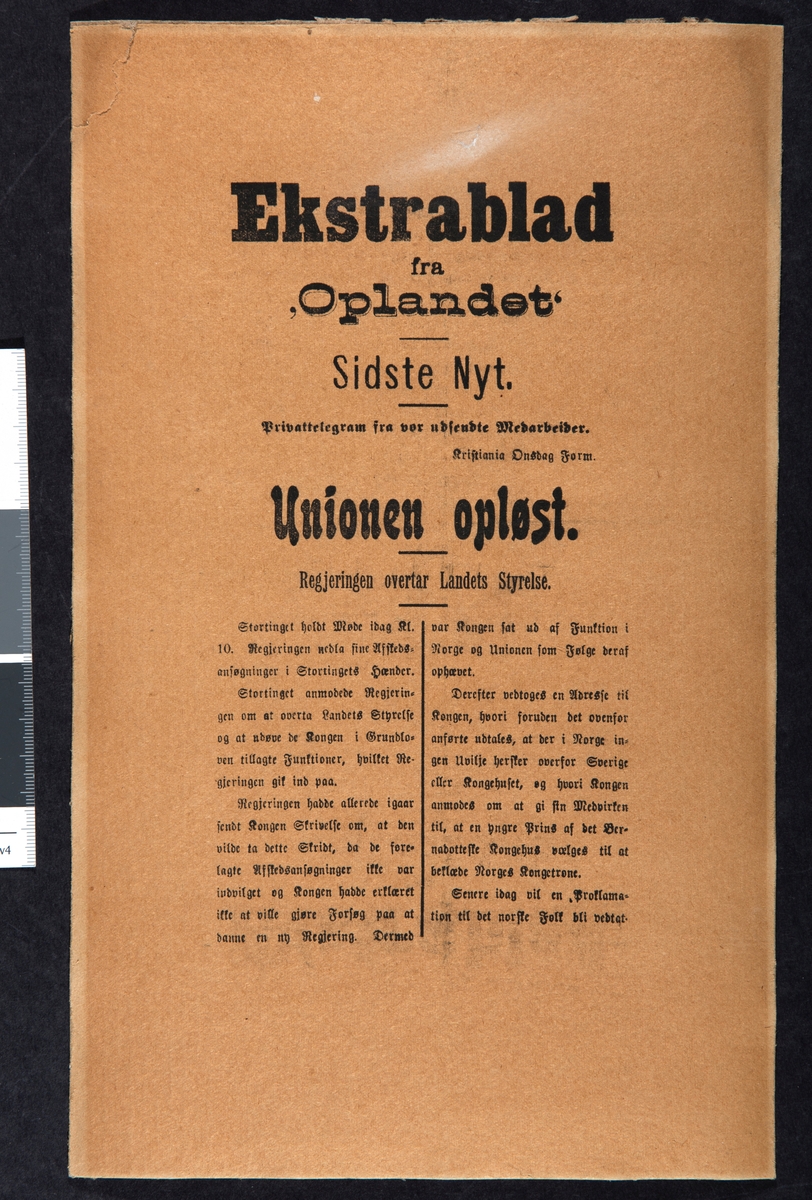 Ekstrablad
fra
‚Oplandet‘
Sidste Nyt.
Privattelegram fra vor udsendte Medarbeider.
Kristiania Onsdag Form.
Unionen opløst.
Regjeringen overtar Landets Styrelse.
Stortinget holdt Møde idag Kl.
10. Regjeringen nedla sine Afskeds-
ansøgninger i Stortingets Hænder.
Stortinget anmodede Regjerin-
gen om at overta Landets Styrelse
og at udøve de Kongen i Grundlo-
ven tillagte Funktioner, hvilket Re-
gjeringen gik ind paa.
Regjeringen hadde allerede igaar
sendt Kongen Skrivelse om, at den
vilde ta dette Skridt, da de fore-
lagte Afskedsansøgninger ikke var
indvilget og Kongen hadde erklæret
ikke at ville gjøre Forsøg paa at
danne en ny Regjering. Dermed
var Kongen sat ud af Funktion i
Norge og Unionen som Følge deraf
ophævet.
Derefter vedtoges en Adresse til
Kongen, hvori foruden det ovenfor
anførte udtales, at der i Norge in-
gen Uvilje hersker overfor Sverige
eller Kongehuset, og hvori Kongen
anmodes om at gi sin Medvirken
til, at en yngre Prins af det Ber-
nadotteske Kongehus vælges til at
beklæde Norges Kongetrone.
Senere idag vil en Proklama-
tion til det norske Folk bli vedtat.
v4